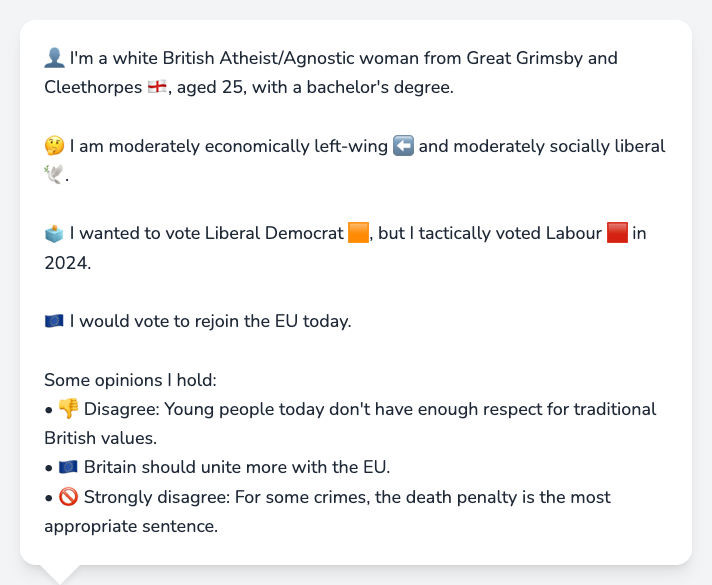 👤 I'm a white British Atheist/Agnostic woman from Great Grimsby and
Cleethorpes 🏴󠁧󠁢󠁥󠁮󠁧󠁿, aged 25, with a bachelor's degree.
🤔 I am moderately economically left-wing ⬅️ and moderately socially liberal
🕊️.
🗳️ I wanted to vote Liberal Democrat 🟧, but I tactically voted Labour 🟥 in
2024.
🇪🇺 I would vote to rejoin the EU today.
Some opinions I hold:
• 👎 Disagree: Young people today don't have enough respect for traditional
British values.
• 🇪🇺 Britain should unite more with the EU.
• 🚫 Strongly disagree: For some crimes, the death penalty is the most
appropriate sentence.